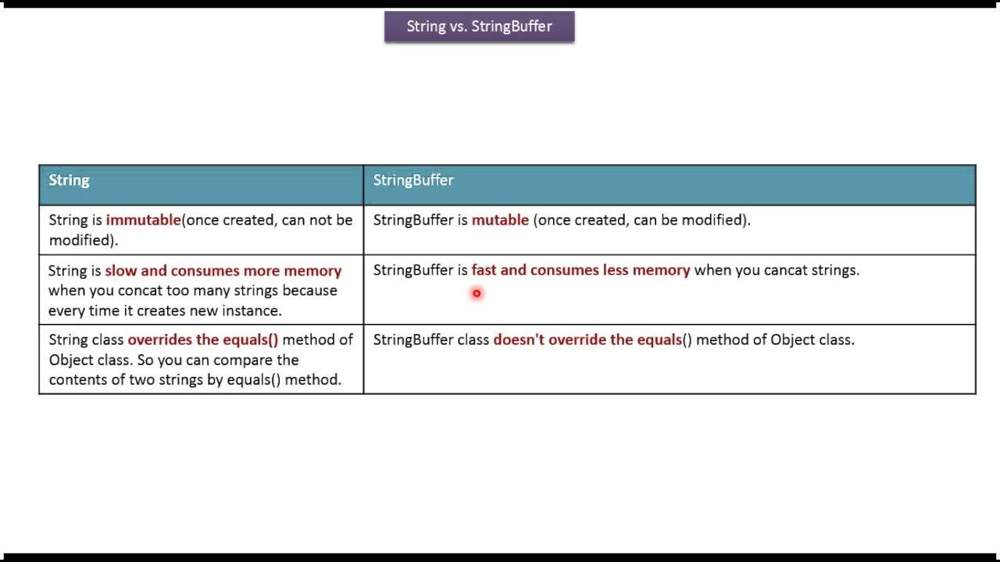 String vs. StringBuffer
String
StringBuffer
String is immutable(once created, can not be
modified).
StringBuffer is mutable (once created, can be modified).
String is slow and consumes more memory
when you concat too many strings because
every time it creates new instance.
StringBuffer is fast and consumes less memory when you cancat strings.
String class overrides the equals() method of
Object class. So you can compare the
contents of two strings by equals() method.
StringBuffer class doesn't override the equals() method of Object class.